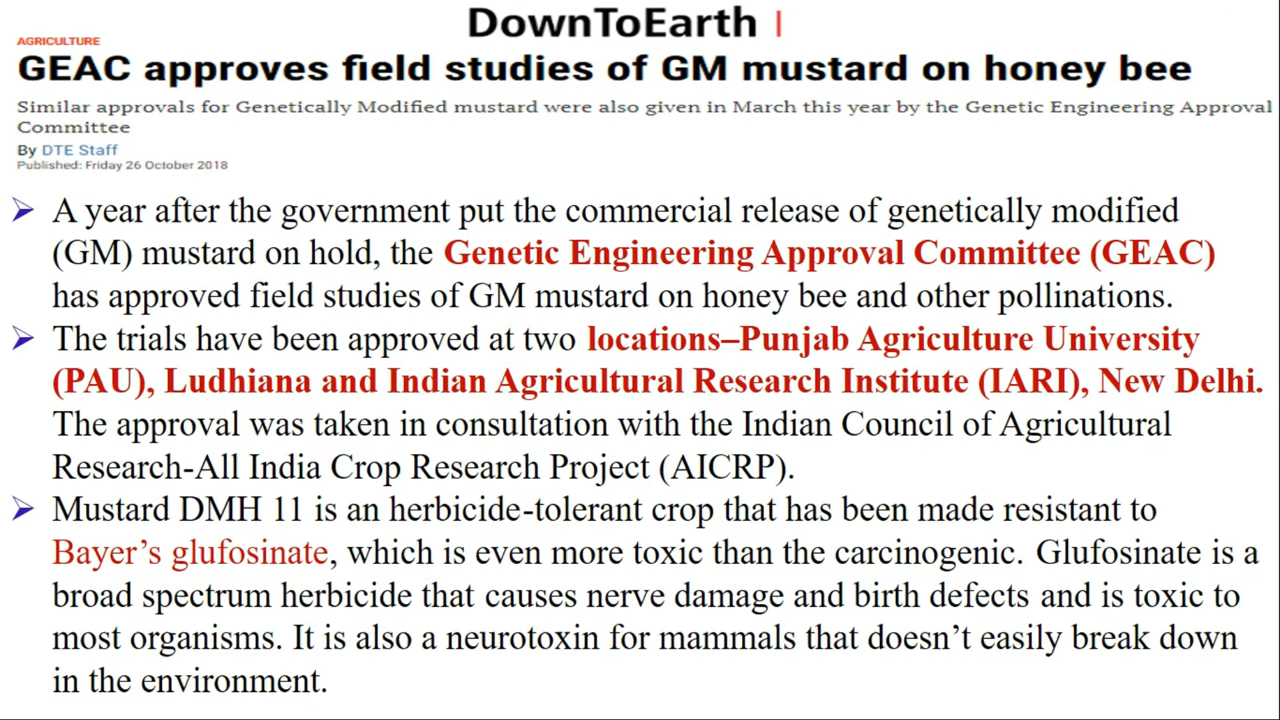 DownToEarth
AGRICULTURE
GEAC approves field studies of GM mustard on honey bee
Similar approvals for Genetically Modified mustard were also given in March this year by the Genetic Engineering Approval
Committee
By DTE Staff
Published: Friday 26 October 2018
➢ A year after the government put the commercial release of genetically modified
(GM) mustard on hold, the Genetic Engineering Approval Committee (GEAC)
has approved field studies of GM mustard on honey bee and other pollinations.
➢ The trials have been approved at two locations–Punjab Agriculture University
(PAU), Ludhiana and Indian Agricultural Research Institute (IARI), New Delhi.
The approval was taken in consultation with the Indian Council of Agricultural
Research-All India Crop Research Project (AICRP).
➢ Mustard DMH 11 is an herbicide-tolerant crop that has been made resistant to
Bayer’s glufosinate, which is even more toxic than the carcinogenic. Glufosinate is a
broad spectrum herbicide that causes nerve damage and birth defects and is toxic to
most organisms. It is also a neurotoxin for mammals that doesn’t easily break down
in the environment.